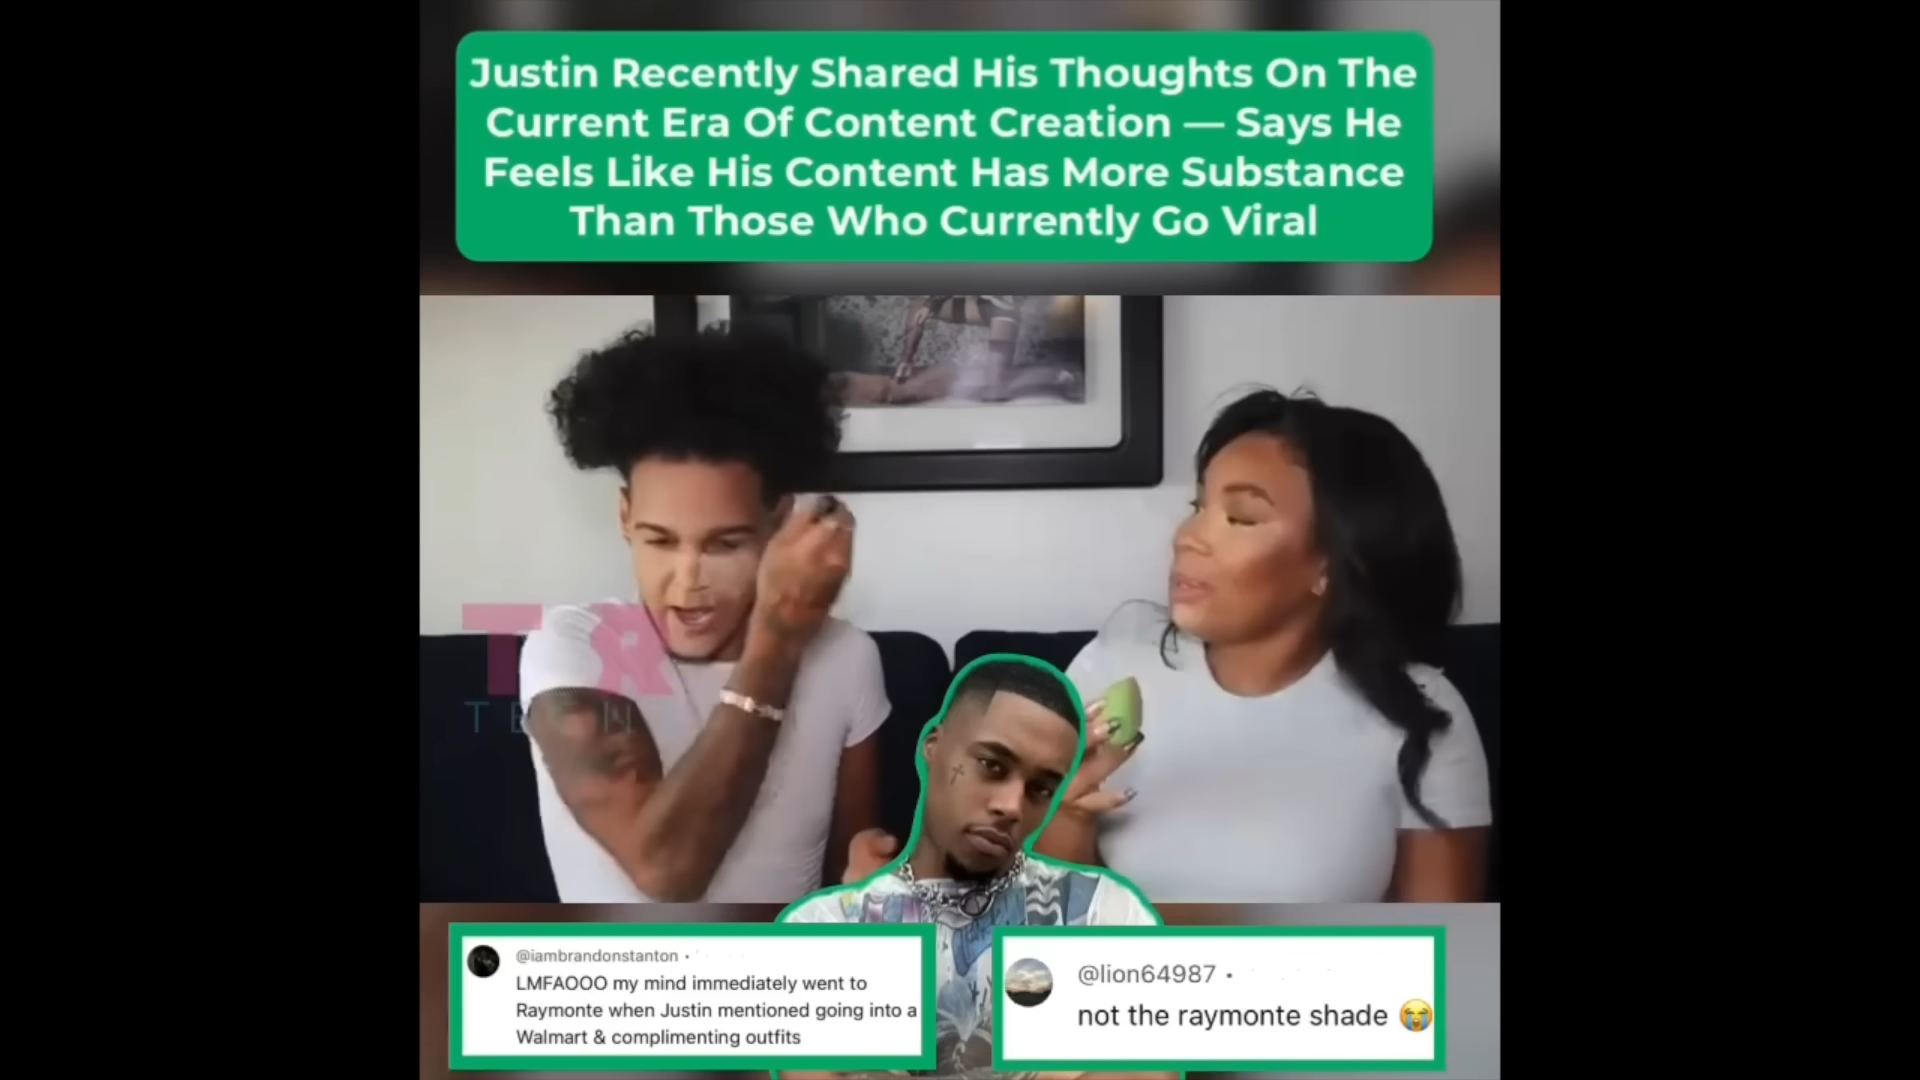 Justin Recently Shared His Thoughts On The
Current Era Of Content Creation — Says He
Feels Like His Content Has More Substance
Than Those Who Currently Go Viral
@iambrandonstanton •
LMFAOOO my mind immediately went to
Raymonte when Justin mentioned going into a
Walmart & complimenting outfits
@lion64987 •
not the raymonte shade 😭